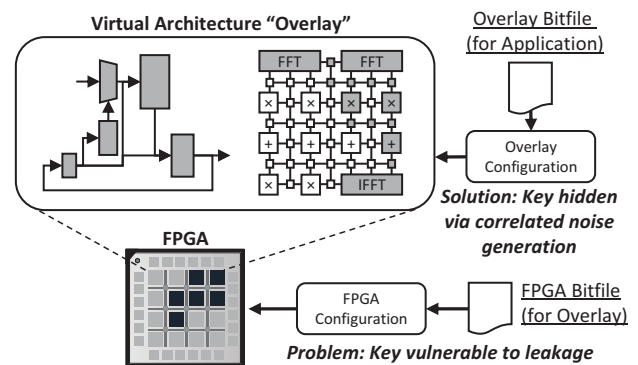 Virtual Architecture “Overlay”
Overlay Bitfile
(for Application)
FFT FFT
× × × ×
+ + + +
× × IFFT
Overlay
Configuration
Solution: Key hidden
via correlated noise
generation
FPGA
FPGA
Configuration
FPGA Bitfile
(for Overlay)
Problem: Key vulnerable to leakage